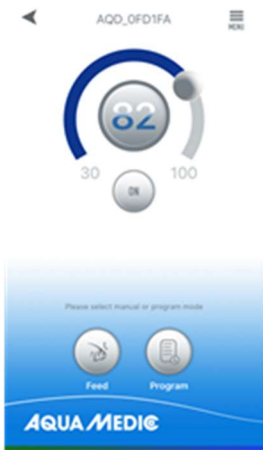 AQD_0FD1FA
MENU
82
30 100
ON
Please select manual or program mode
Feed Program
AQUA MEDIC